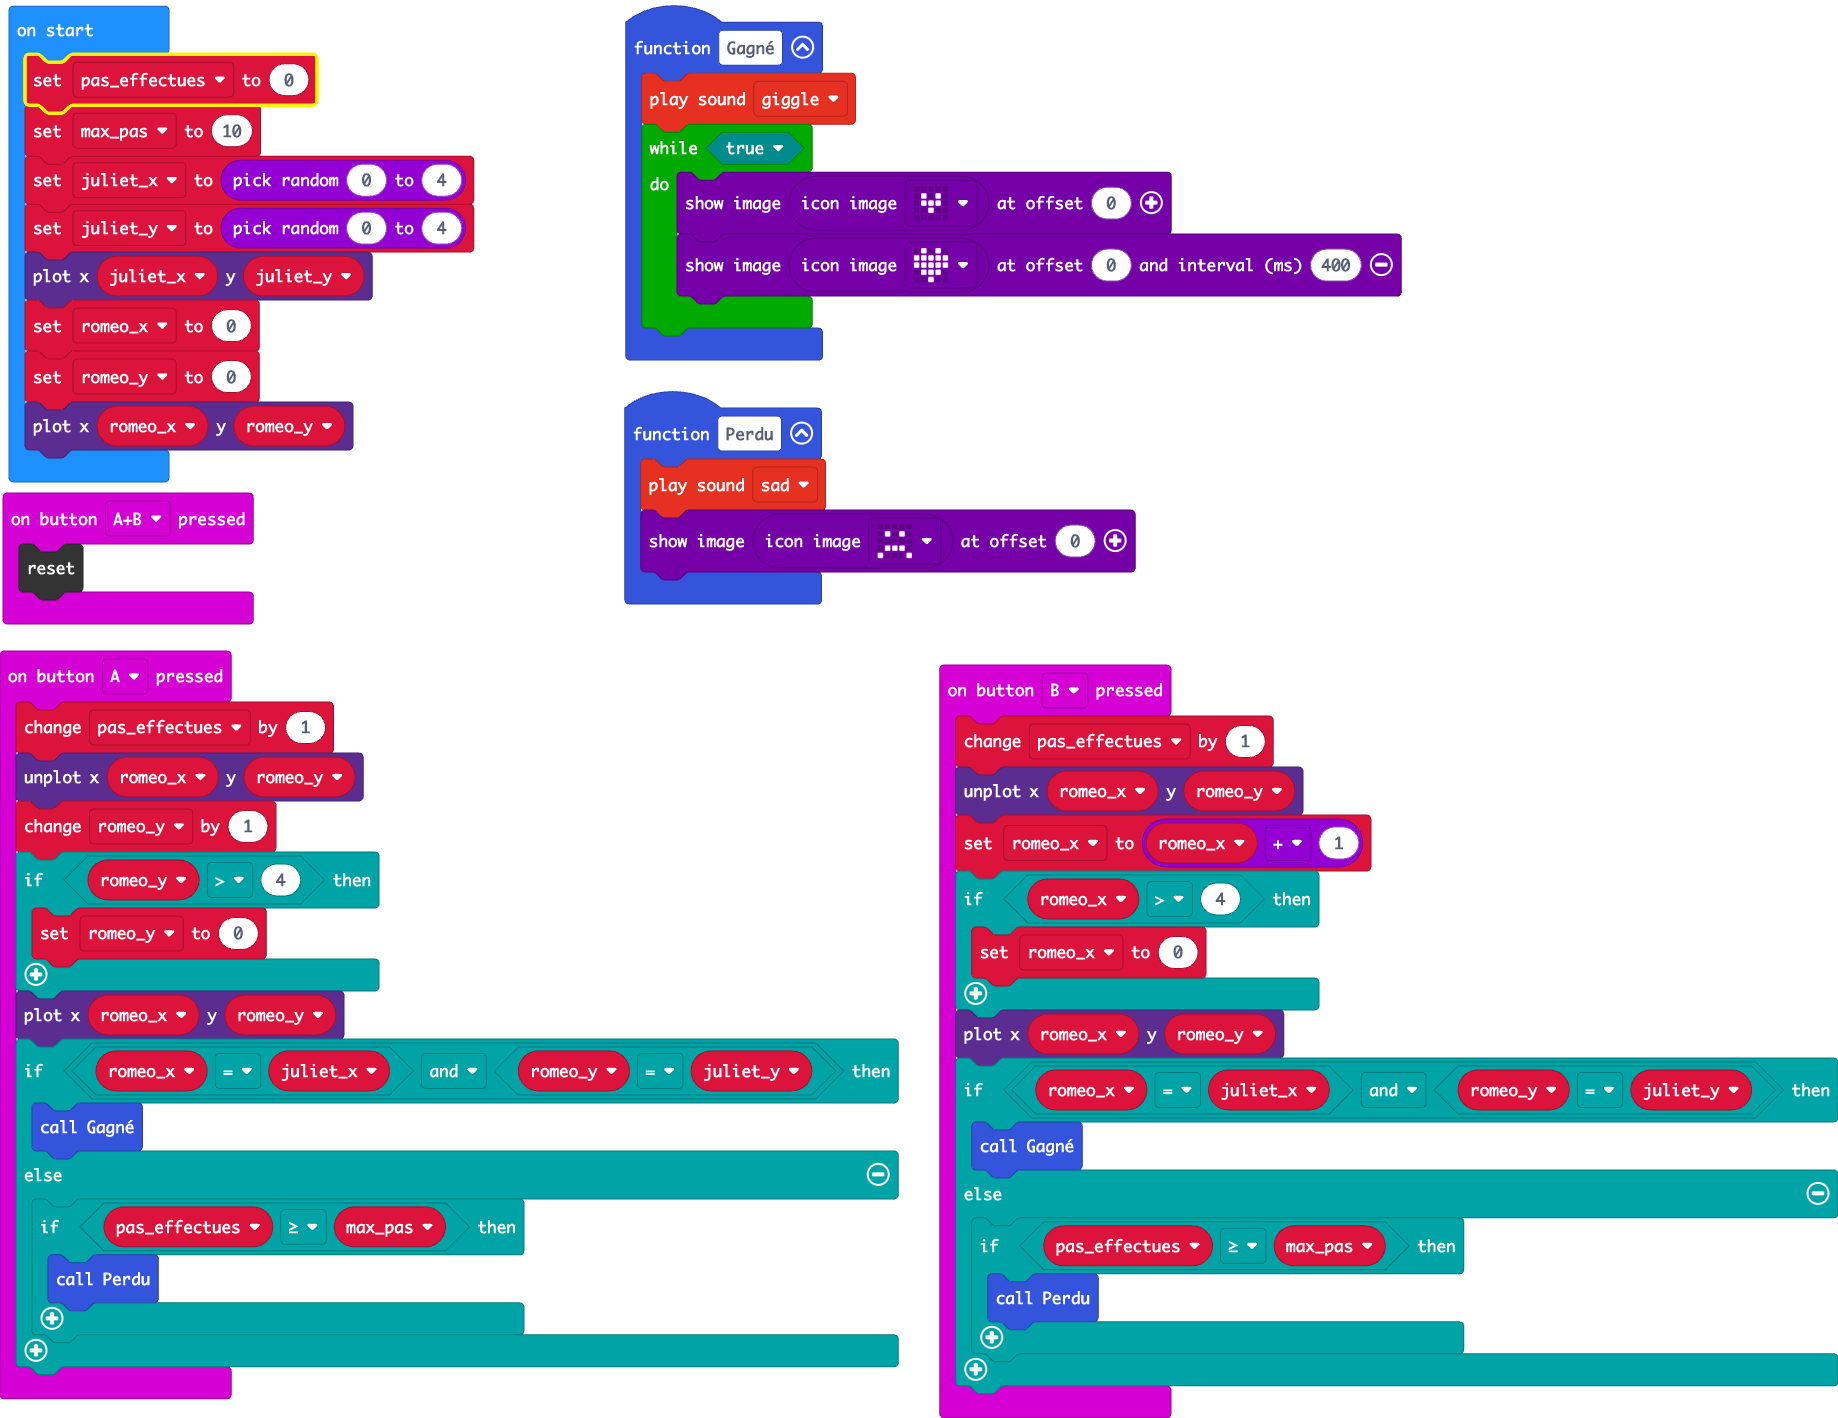 on start
set pas_effectues to 0
set max_pas to 10
set juliet_x to pick random 0 to 4
set juliet_y to pick random 0 to 4
plot x juliet_x y juliet_y
set romeo_x to 0
set romeo_y to 0
plot x romeo_x y romeo_y
on button A+B pressed
reset
function Gagné
play sound giggle
while true
do
show image icon image at offset 0
show image icon image at offset 0 and interval (ms) 400
function Perdu
play sound sad
show image icon image at offset 0
on button A pressed
change pas_effectues by 1
unplot x romeo_x y romeo_y
change romeo_y by 1
if romeo_y > 4 then
set romeo_y to 0
plot x romeo_x y romeo_y
if romeo_x = juliet_x and romeo_y = juliet_y then
call Gagné
else
if pas_effectues ≥ max_pas then
call Perdu
on button B pressed
change pas_effectues by 1
unplot x romeo_x y romeo_y
set romeo_x to romeo_x + 1
if romeo_x > 4 then
set romeo_x to 0
plot x romeo_x y romeo_y
if romeo_x = juliet_x and romeo_y = juliet_y then
call Gagné
else
if pas_effectues ≥ max_pas then
call Perdu